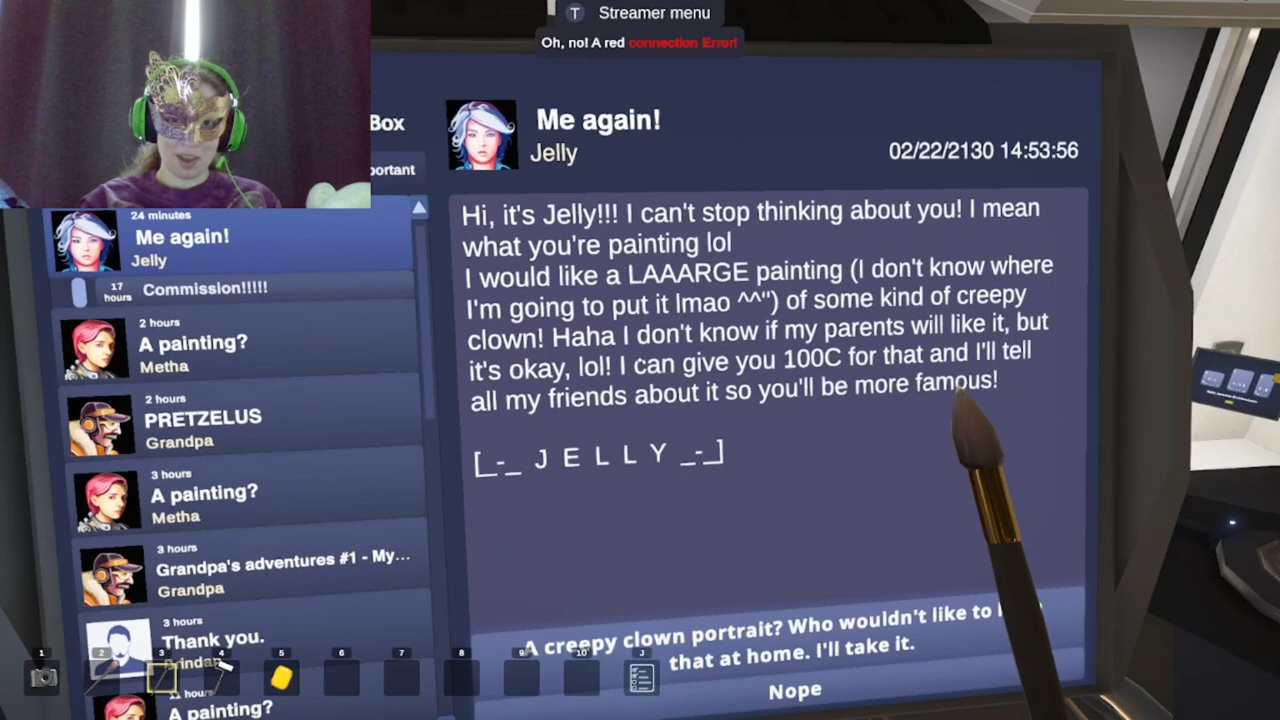 T Streamer menu
Oh, no! A red connection Error!
Box
portant
Me again!
Jelly
02/22/2130 14:53:56
Hi, it's Jelly!!! I can't stop thinking about you! I mean
what you're painting lol
I would like a LAAARGE painting (I don't know where
I'm going to put it lmao ^^") of some kind of creepy
clown! Haha I don't know if my parents will like it, but
it's okay, lol! I can give you 100C for that and I'll tell
all my friends about it so you'll be more famous!
[_-_ J E L L Y _-_]
A creepy clown portrait? Who wouldn't like to
that at home. I'll take it.
Nope
24 minutes
Me again!
Jelly
17
hours
Commission!!!!!
2 hours
A painting?
Metha
2 hours
PRETZELUS
Grandpa
3 hours
A painting?
Metha
3 hours
Grandpa's adventures #1 - My...
Grandpa
3 hours
Thank you.
11 hours
A painting?
1 2 3 4 5 6 7 8 9 10 J